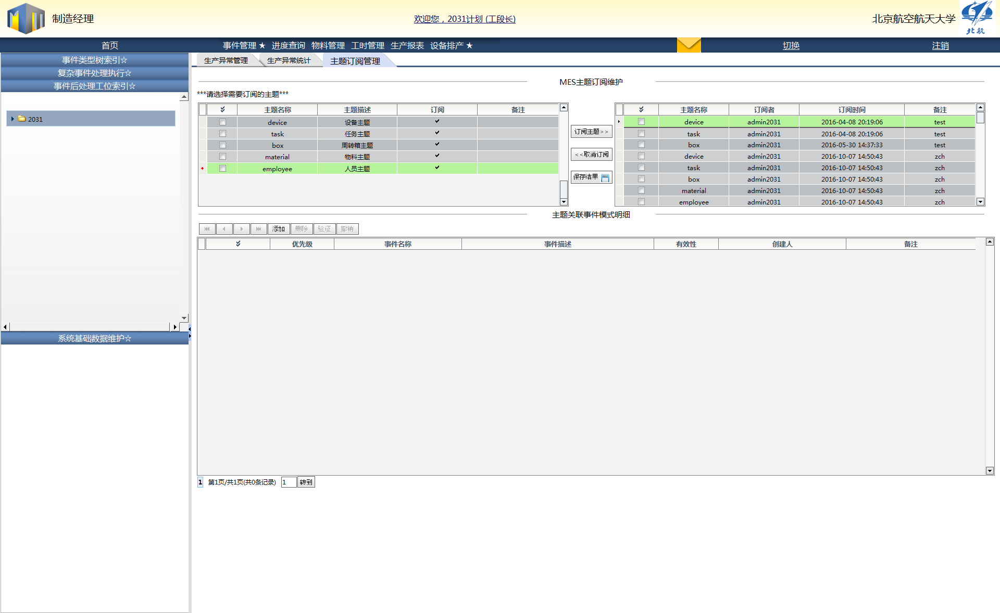 制造经理
欢迎您，2031计划 (工段长)
北京航空航天大学
北航
首页 事件管理 ★ 进度查询 物料管理 工时管理 生产报表 设备排产 ★ 切换 注销
事件类型树索引☆
复杂事件处理执行☆
事件后处理工位索引☆
2031
系统基础数据维护☆
生产异常管理 生产异常统计 主题订阅管理
MES主题订阅维护
***请选择需要订阅的主题***
主题名称 主题描述 订阅 备注
device 设备主题 ✔
task 任务主题 ✔
box 周转箱主题 ✔
material 物料主题 ✔
employee 人员主题 ✔
订阅主题>>
<<取消订阅
保存结果
主题名称 订阅者 订阅时间 备注
device admin2031 2016-04-08 20:19:06 test
task admin2031 2016-04-08 20:19:06 test
box admin2031 2016-05-30 14:37:33 test
device admin2031 2016-10-07 14:50:43 zch
task admin2031 2016-10-07 14:50:43 zch
box admin2031 2016-10-07 14:50:43 zch
material admin2031 2016-10-07 14:50:43 zch
employee admin2031 2016-10-07 14:50:43 zch
主题关联事件模式明细
添加 删除 验证 撤销
优先级 事件名称 事件描述 有效性 创建人 备注
1 第1页/共1页(共0条记录) 1 转到